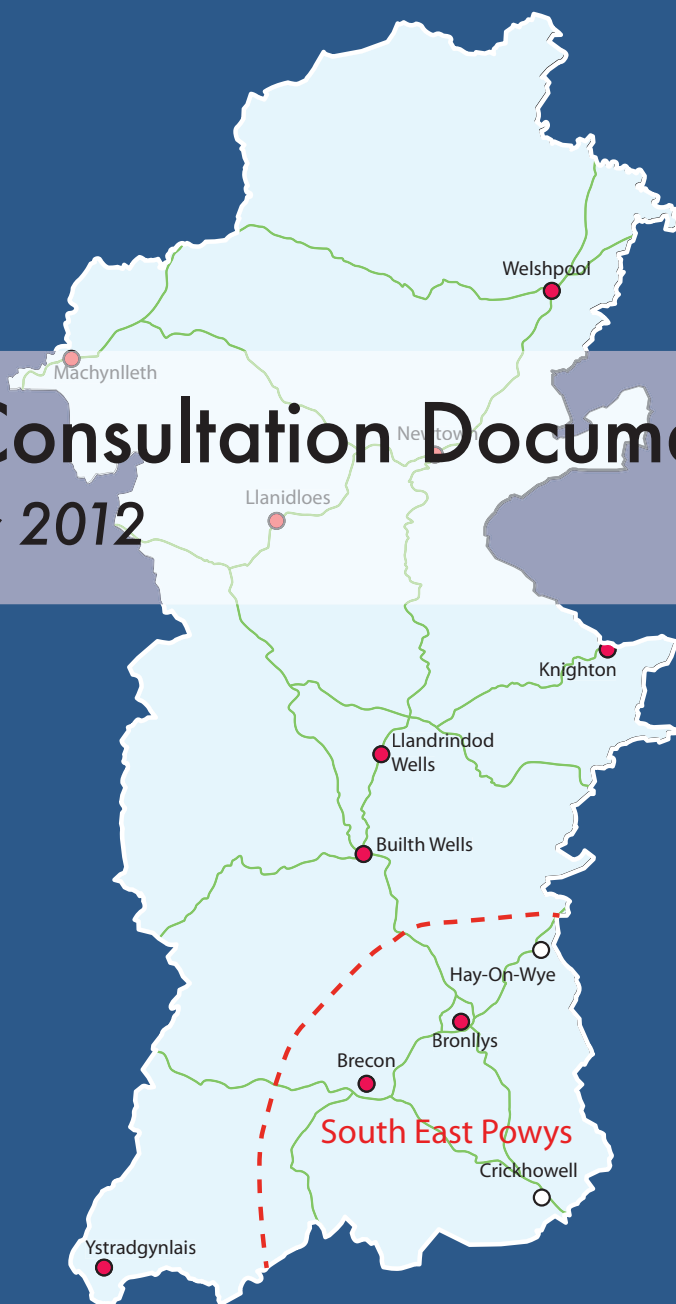 Welshpool
Machynlleth
Consultation Docum
Newtown
Llanidloes
2012
Knighton
Llandrindod
Wells
Builth Wells
Hay-On-Wye
Bronllys
Brecon
South East Powys
Crickhowell
Ystradgynlais